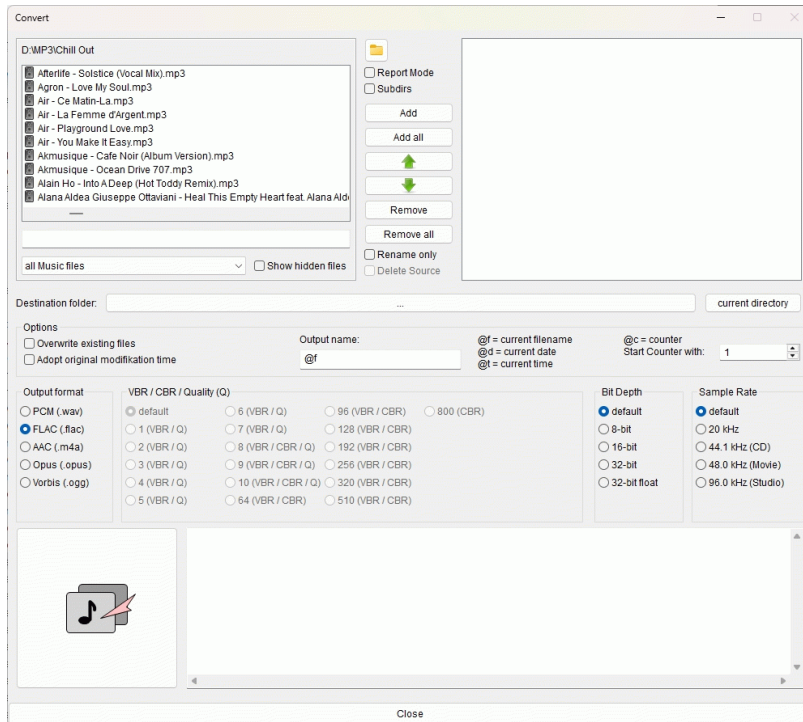 Convert
D:\MP3\Chill Out
Afterlife - Solstice (Vocal Mix).mp3
Agron - Love My Soul.mp3
Air - Ce Matin-La.mp3
Air - La Femme d'Argent.mp3
Air - Playground Love.mp3
Air - You Make It Easy.mp3
Akmusique - Cafe Noir (Album Version).mp3
Akmusique - Ocean Drive 707.mp3
Alain Ho - Into A Deep (Hot Toddy Remix).mp3
Alana Aldea Giuseppe Ottaviani - Heal This Empty Heart feat. Alana Alde
all Music files
Show hidden files
Report Mode
Subdirs
Add
Add all
Remove
Remove all
Rename only
Delete Source
Destination folder:
...
current directory
Options
Overwrite existing files
Adopt original modifikation time
Output name:
@f
@f = current filename
@d = current date
@t = current time
@c = counter
Start Counter with:
1
Output format
PCM (.wav)
FLAC (.flac)
AAC (.m4a)
Opus (.opus)
Vorbis (.ogg)
VBR / CBR / Quality (Q)
default
1 (VBR / Q)
2 (VBR / Q)
3 (VBR / Q)
4 (VBR / Q)
5 (VBR / Q)
6 (VBR / Q)
7 (VBR / Q)
8 (VBR / CBR / Q)
9 (VBR / CBR / Q)
10 (VBR / CBR / Q)
64 (VBR / CBR)
96 (VBR / CBR)
128 (VBR / CBR)
192 (VBR / CBR)
256 (VBR / CBR)
320 (VBR / CBR)
510 (VBR / CBR)
800 (CBR)
Bit Depth
default
8-bit
16-bit
32-bit
32-bit float
Sample Rate
default
20 kHz
44.1 kHz (CD)
48.0 kHz (Movie)
96.0 kHz (Studio)
Close